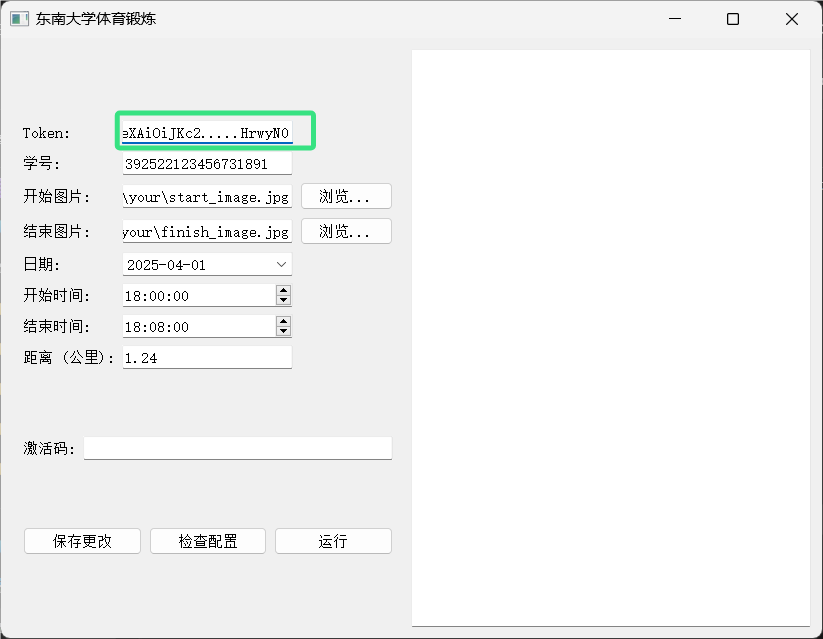 东南大学体育锻炼
Token: eXAiOiJKc2.....HrwyN0
学号: 392522123456731891
开始图片: \your\start_image.jpg 浏览...
结束图片: your\finish_image.jpg 浏览...
日期: 2025-04-01
开始时间: 18:00:00
结束时间: 18:08:00
距离（公里）: 1.24
激活码:
保存更改 检查配置 运行